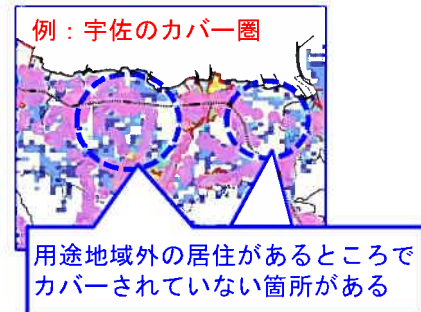 例：宇佐のカバー圏
用途地域外の居住があるところで
カバーされていない箇所がある